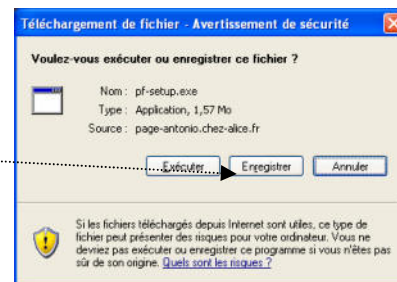 Téléchargement de fichier - Avertissement de sécurité
Voulez-vous exécuter ou enregistrer ce fichier ?
Nom : pf-setup.exe
Type : Application, 1,57 Mo
Source : page-antonio.chez-alice.fr
Exécuter Enregistrer Annuler
Si les fichiers téléchargés depuis Internet sont utiles, ce type de
fichier peut présenter des risques pour votre ordinateur. Vous ne
devriez pas exécuter ou enregistrer ce programme si vous n'êtes pas
sûr de son origine. Quels sont les risques ?